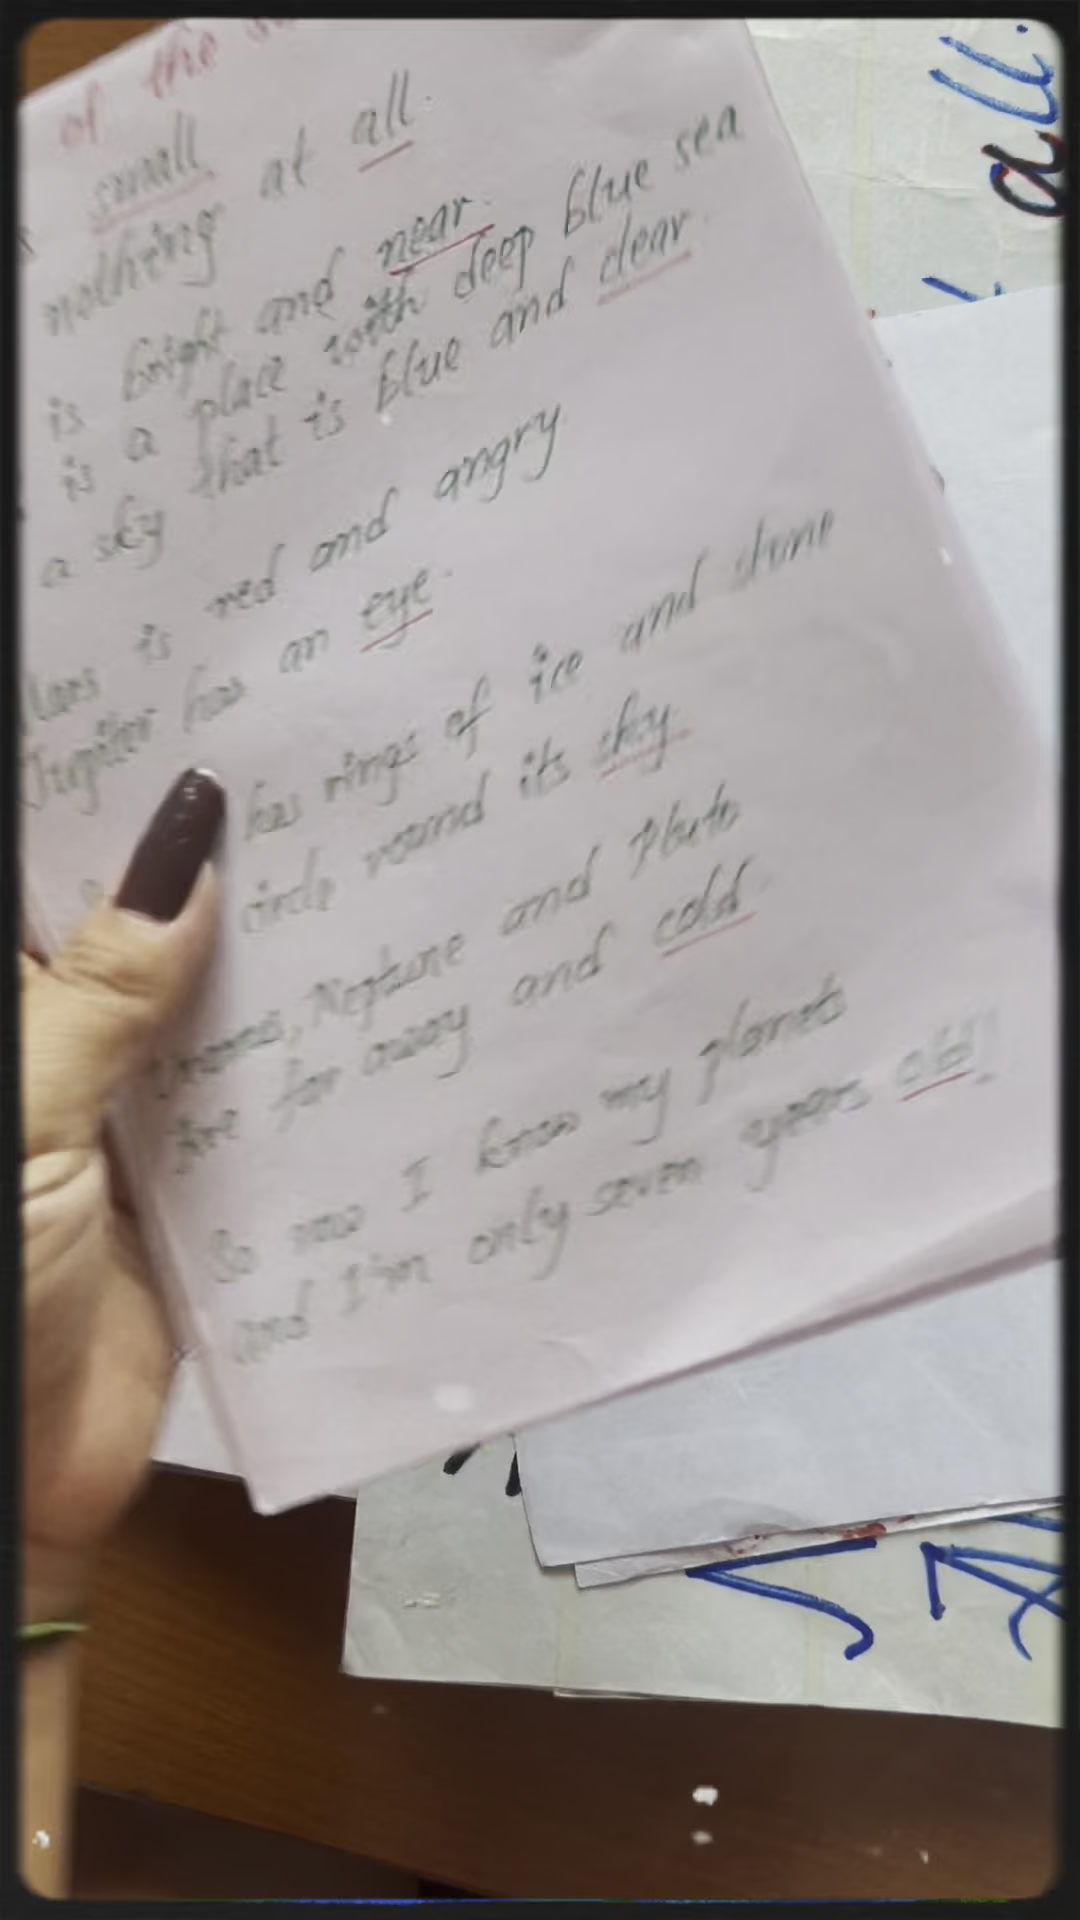 of the
small
nothing at all.
is bright and near.
is a place with deep blue sea
a sky that is blue and clear.
is red and angry.
Jupiter has an eye.
has rings of ice and stone
circle round its sky.
Neptune and Pluto
Are far away and cold.
So now I know my planets
and I'm only seven years old!
all.